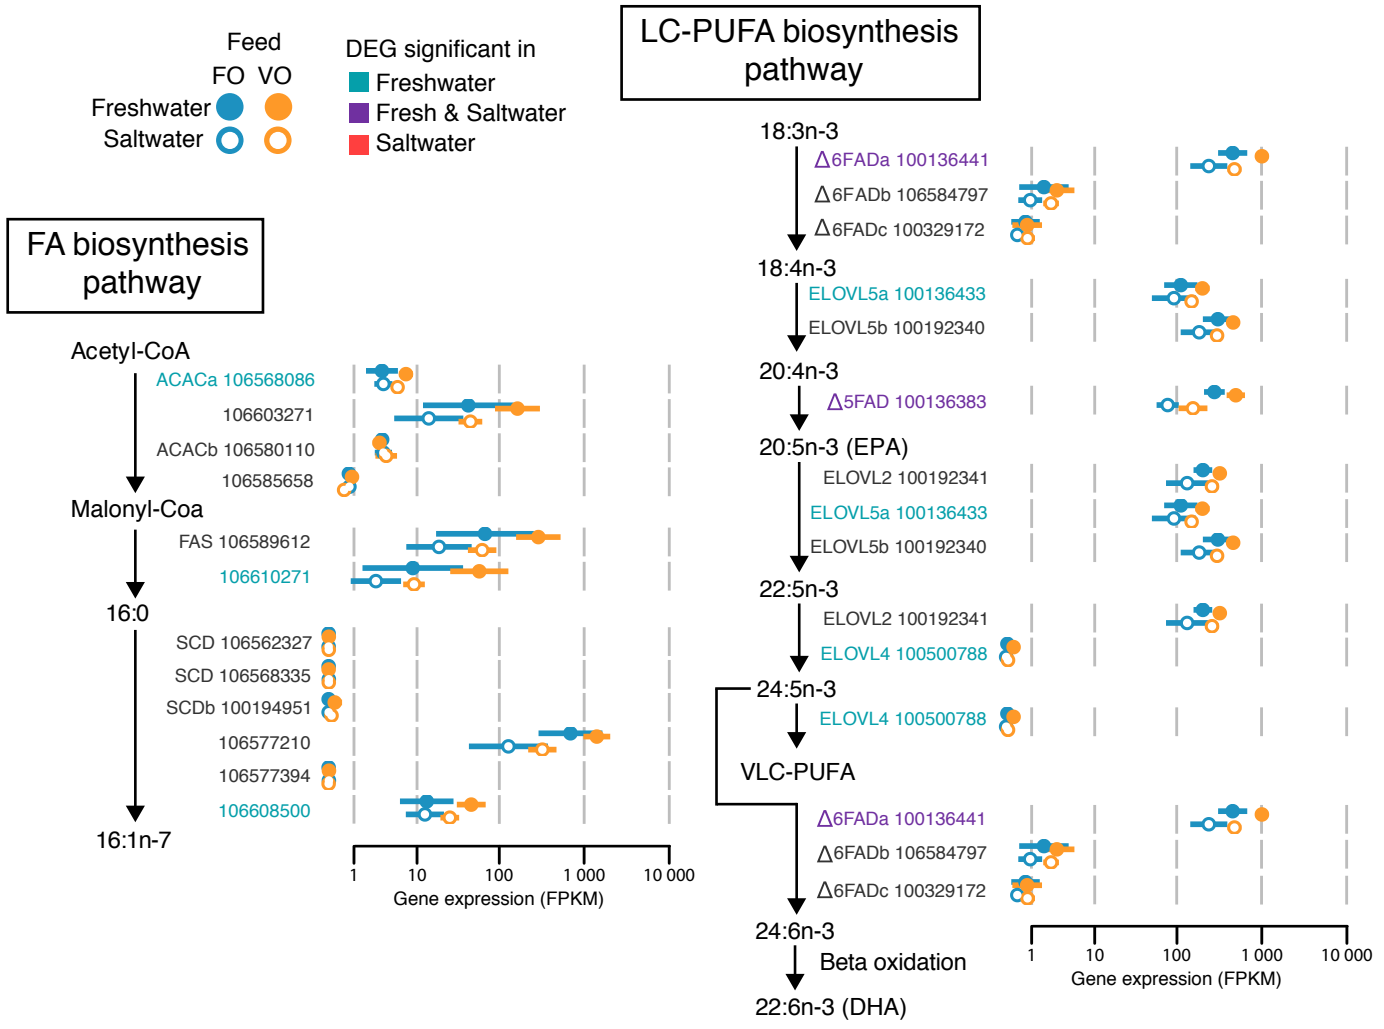 Feed
FO VO
Freshwater
Saltwater
DEG significant in
Freshwater
Fresh & Saltwater
Saltwater
FA biosynthesis
pathway
Acetyl-CoA
ACACa 106568086
106603271
ACACb 106580110
106585658
Malonyl-Coa
FAS 106589612
106610271
16:0
SCD 106562327
SCD 106568335
SCDb 100194951
106577210
106577394
106608500
16:1n-7
1 10 100 1 000 10 000
Gene expression (FPKM)
LC-PUFA biosynthesis
pathway
18:3n-3
Δ6FADa 100136441
Δ6FADb 106584797
Δ6FADc 100329172
18:4n-3
ELOVL5a 100136433
ELOVL5b 100192340
20:4n-3
Δ5FAD 100136383
20:5n-3 (EPA)
ELOVL2 100192341
ELOVL5a 100136433
ELOVL5b 100192340
22:5n-3
ELOVL2 100192341
ELOVL4 100500788
24:5n-3
ELOVL4 100500788
VLC-PUFA
Δ6FADa 100136441
Δ6FADb 106584797
Δ6FADc 100329172
24:6n-3
Beta oxidation
22:6n-3 (DHA)
1 10 100 1 000 10 000
Gene expression (FPKM)